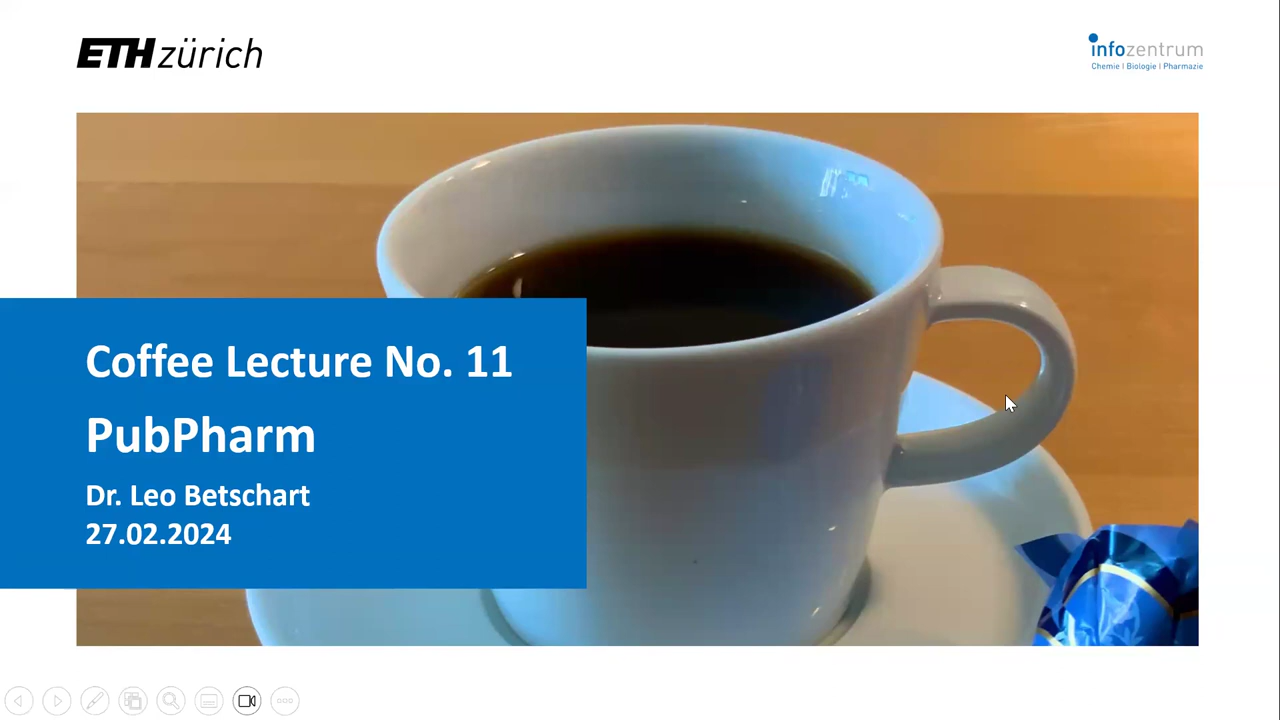 ETH zürich
infozentrum
Chemie | Biologie | Pharmazie
Coffee Lecture No. 11
PubPharm
Dr. Leo Betschart
27.02.2024